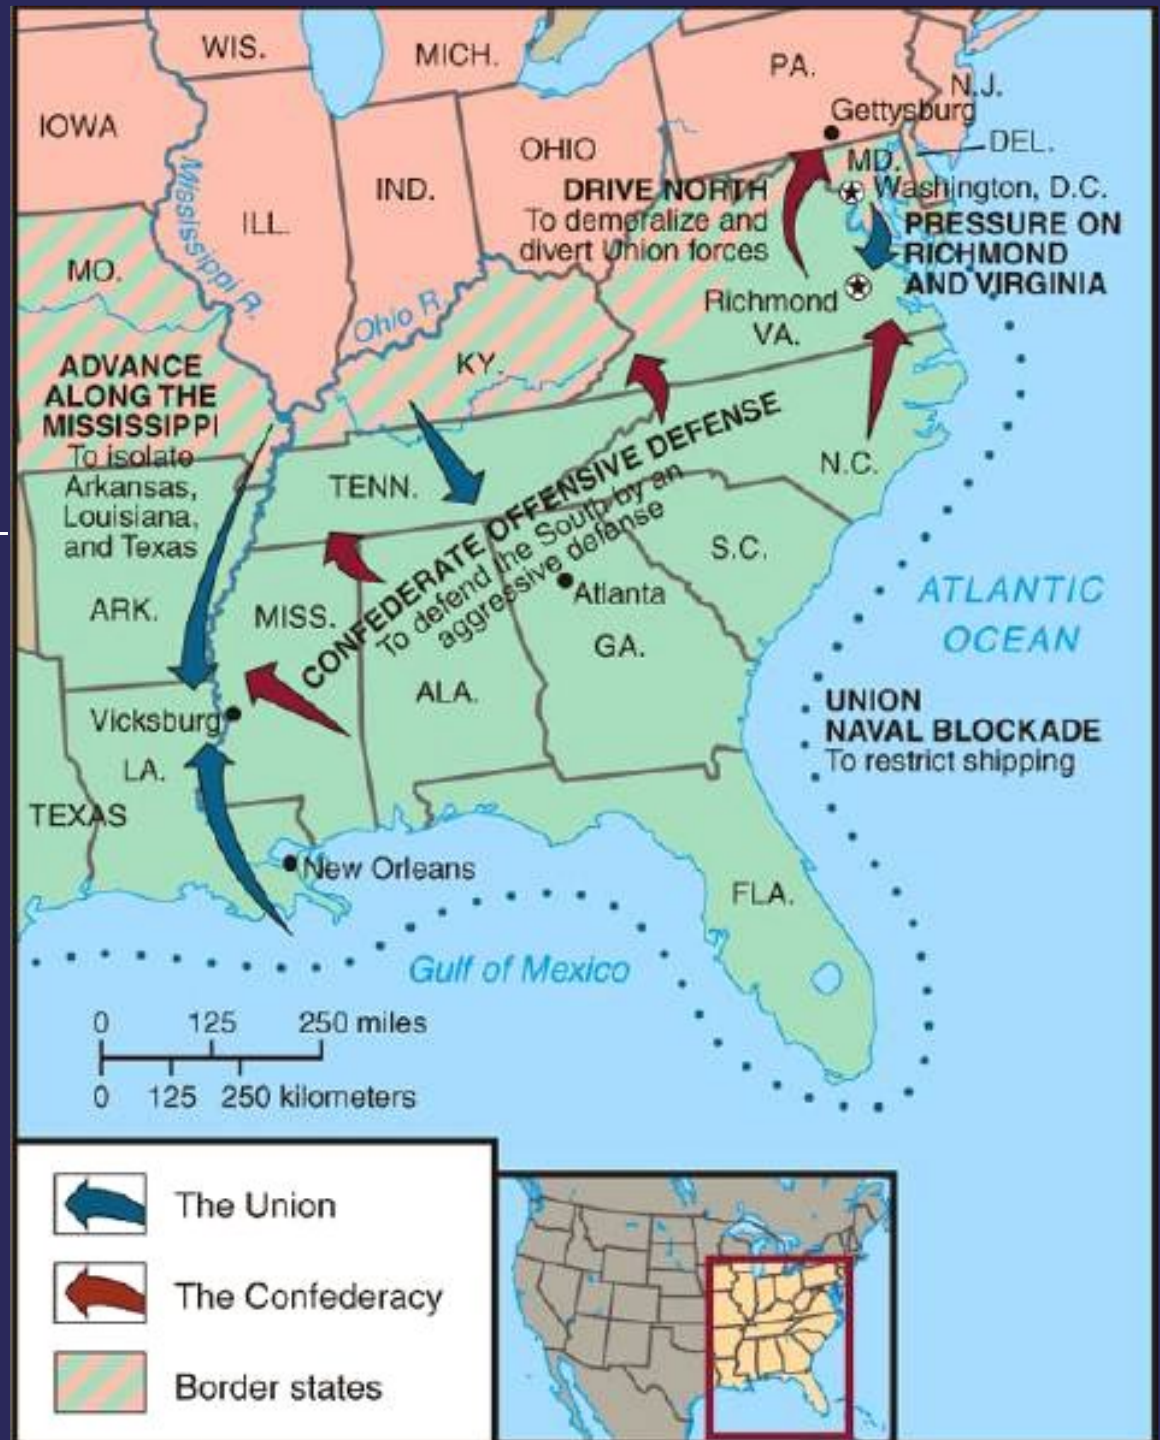 WIS.
MICH.
PA.
N.J.
IOWA
Gettysburg
OHIO
DEL.
MD.
IND.
DRIVE NORTH
To demoralize and
divert Union forces
Washington, D.C.
PRESSURE ON
RICHMOND
AND VIRGINIA
ILL.
Mississippi R.
MO.
Ohio R.
Richmond
VA.
KY.
ADVANCE
ALONG THE
MISSISSIPPI
To isolate
Arkansas,
Louisiana,
and Texas
TENN.
N.C.
CONFEDERATE OFFENSIVE DEFENSE
To defend the South by an
aggressive defense
S.C.
ATLANTIC
OCEAN
ARK.
MISS.
Atlanta
GA.
ALA.
Vicksburg
UNION
NAVAL BLOCKADE
To restrict shipping
LA.
TEXAS
New Orleans
FLA.
Gulf of Mexico
0 125 250 miles
0 125 250 kilometers
The Union
The Confederacy
Border states